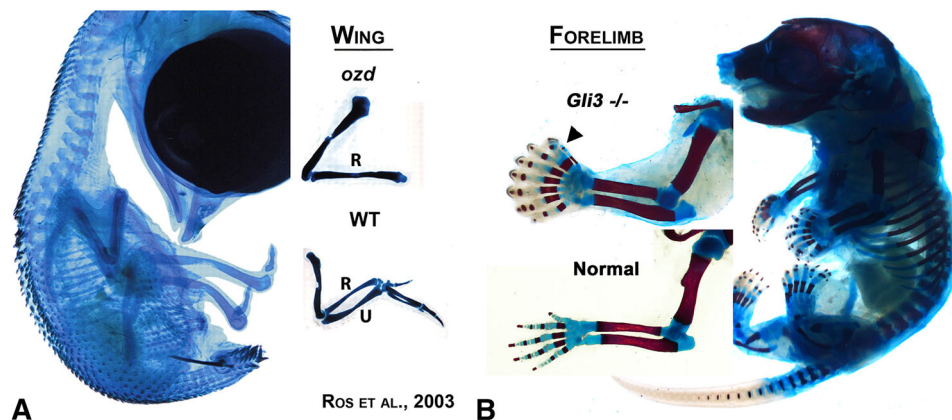 WING
ozd
R
WT
R
U
ROS ET AL., 2003
A
FORELIMB
Gli3 -/-
Normal
B